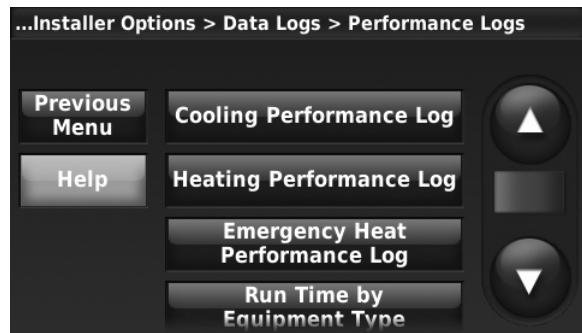 ...Installer Options > Data Logs > Performance Logs
Previous
Menu
Cooling Performance Log
Help
Heating Performance Log
Emergency Heat
Performance Log
Run Time by
Equipment Type